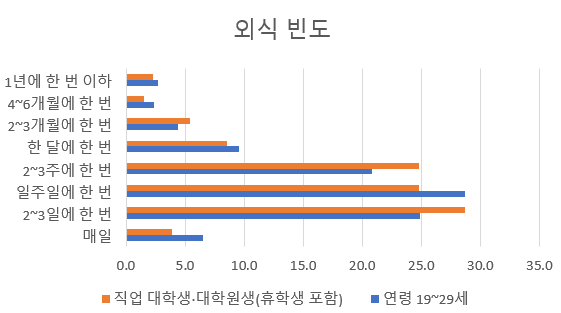 외식 빈도
1년에 한 번 이하
4~6개월에 한 번
2~3개월에 한 번
한 달에 한 번
2~3주에 한 번
일주일에 한 번
2~3일에 한 번
매일
0.0 5.0 10.0 15.0 20.0 25.0 30.0 35.0
직업 대학생·대학원생(휴학생 포함) 연령 19~29세